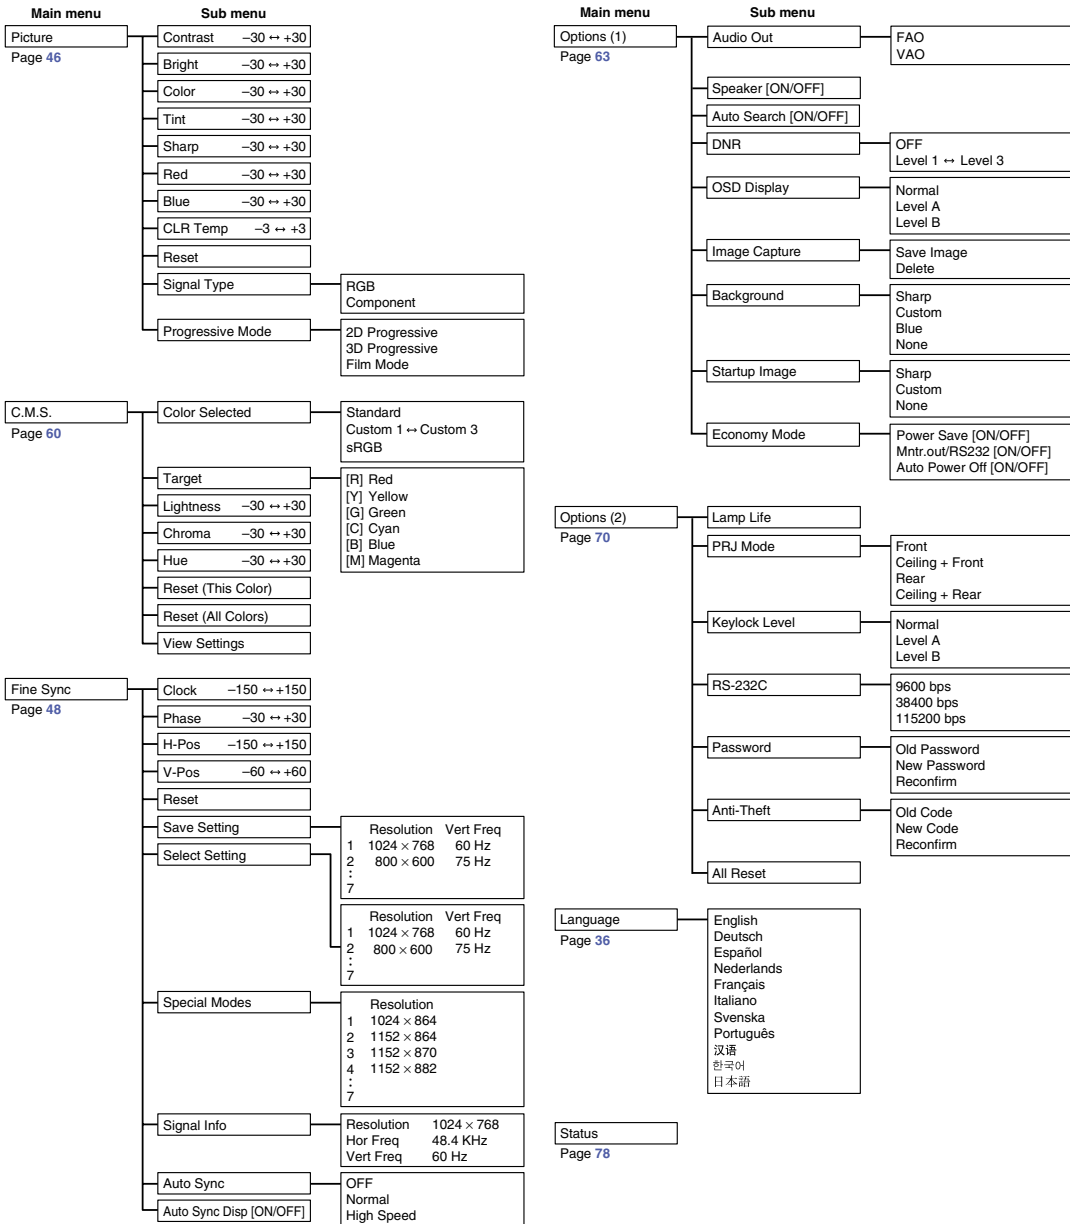 Main menu Sub menu
Picture
Page 46
Contrast −30 ↔ +30
Bright −30 ↔ +30
Color −30 ↔ +30
Tint −30 ↔ +30
Sharp −30 ↔ +30
Red −30 ↔ +30
Blue −30 ↔ +30
CLR Temp −3 ↔ +3
Reset
Signal Type
RGB
Component
Progressive Mode
2D Progressive
3D Progressive
Film Mode
C.M.S.
Page 60
Color Selected
Standard
Custom 1 ↔ Custom 3
sRGB
Target
[R] Red
[Y] Yellow
[G] Green
[C] Cyan
[B] Blue
[M] Magenta
Lightness −30 ↔ +30
Chroma −30 ↔ +30
Hue −30 ↔ +30
Reset (This Color)
Reset (All Colors)
View Settings
Fine Sync
Page 48
Clock −150 ↔ +150
Phase −30 ↔ +30
H-Pos −150 ↔ +150
V-Pos −60 ↔ +60
Reset
Save Setting
Resolution Vert Freq
1 1024 × 768 60 Hz
2 800 × 600 75 Hz
:
7
Select Setting
Resolution Vert Freq
1 1024 × 768 60 Hz
2 800 × 600 75 Hz
:
7
Special Modes
Resolution
1 1024 × 864
2 1152 × 864
3 1152 × 870
4 1152 × 882
:
7
Signal Info
Resolution 1024 × 768
Hor Freq 48.4 KHz
Vert Freq 60 Hz
Auto Sync
OFF
Normal
High Speed
Auto Sync Disp [ON/OFF]
Main menu Sub menu
Options (1)
Page 63
Audio Out
FAO
VAO
Speaker [ON/OFF]
Auto Search [ON/OFF]
DNR
OFF
Level 1 ↔ Level 3
OSD Display
Normal
Level A
Level B
Image Capture
Save Image
Delete
Background
Sharp
Custom
Blue
None
Startup Image
Sharp
Custom
None
Economy Mode
Power Save [ON/OFF]
Mntr.out/RS232 [ON/OFF]
Auto Power Off [ON/OFF]
Options (2)
Page 70
Lamp Life
PRJ Mode
Front
Ceiling + Front
Rear
Ceiling + Rear
Keylock Level
Normal
Level A
Level B
RS-232C
9600 bps
38400 bps
115200 bps
Password
Old Password
New Password
Reconfirm
Anti-Theft
Old Code
New Code
Reconfirm
All Reset
Language
Page 36
English
Deutsch
Español
Nederlands
Français
Italiano
Svenska
Português
汉语
한국어
日本語
Status
Page 78